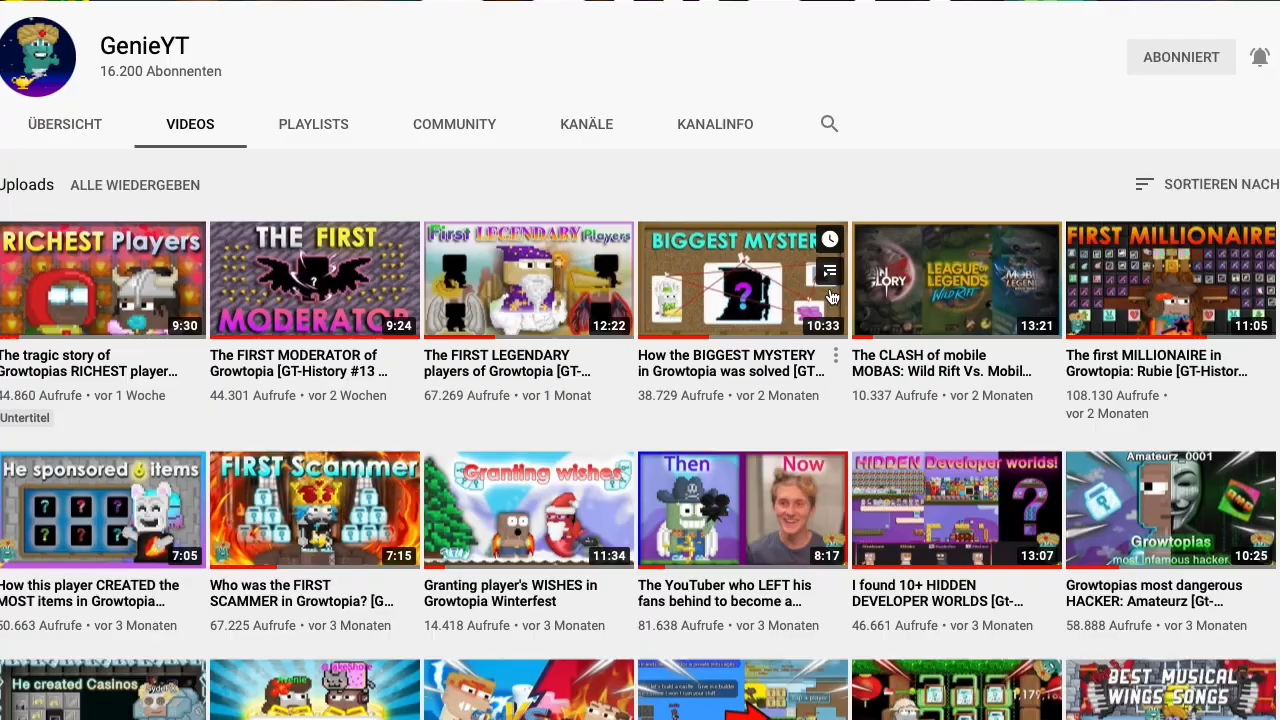 GenieYT
16.200 Abonnenten
ABONNIERT
ÜBERSICHT
VIDEOS
PLAYLISTS
COMMUNITY
KANÄLE
KANALINFO
Uploads
ALLE WIEDERGEBEN
SORTIEREN NACH
RICHEST Players
9:30
THE FIRST...
?
MODERATOR
9:24
First LEGENDARY Players
12:22
BIGGEST MYSTER
?
10:33
LEAGUE OF
LEGENDS
WILD RIFT
13:21
FIRST MILLIONAIRE
11:05
The tragic story of
Growtopias RICHEST player...
44.860 Aufrufe • vor 1 Woche
Untertitel
The FIRST MODERATOR of
Growtopia [GT-History #13 ...
44.301 Aufrufe • vor 2 Wochen
The FIRST LEGENDARY
players of Growtopia [GT-...
67.269 Aufrufe • vor 1 Monat
How the BIGGEST MYSTERY
in Growtopia was solved [GT...
38.729 Aufrufe • vor 2 Monaten
The CLASH of mobile
MOBAS: Wild Rift Vs. Mobil...
10.337 Aufrufe • vor 2 Monaten
The first MILLIONAIRE in
Growtopia: Rubie [GT-Histor...
108.130 Aufrufe •
vor 2 Monaten
He sponsored 6 items
? ? ?
? ? ?
7:05
FIRST Scammer
7:15
Granting wishes
11:34
Then Now
8:17
HIDDEN Developer worlds!
?
13:07
Amateurz_0001
Growtopias
most infamous hacker
10:25
How this player CREATED the
MOST items in Growtopia...
50.663 Aufrufe • vor 3 Monaten
Who was the FIRST
SCAMMER in Growtopia? [G...
67.225 Aufrufe • vor 3 Monaten
Granting player's WISHES in
Growtopia Winterfest
14.418 Aufrufe • vor 3 Monaten
The YouTuber who LEFT his
fans behind to become a...
81.638 Aufrufe • vor 3 Monaten
I found 10+ HIDDEN
DEVELOPER WORLDS [Gt-...
46.661 Aufrufe • vor 3 Monaten
Growtopias most dangerous
HACKER: Amateurz [Gt-...
58.888 Aufrufe • vor 3 Monaten
He created Casinos
BEST MUSICAL
WINGS SONGS